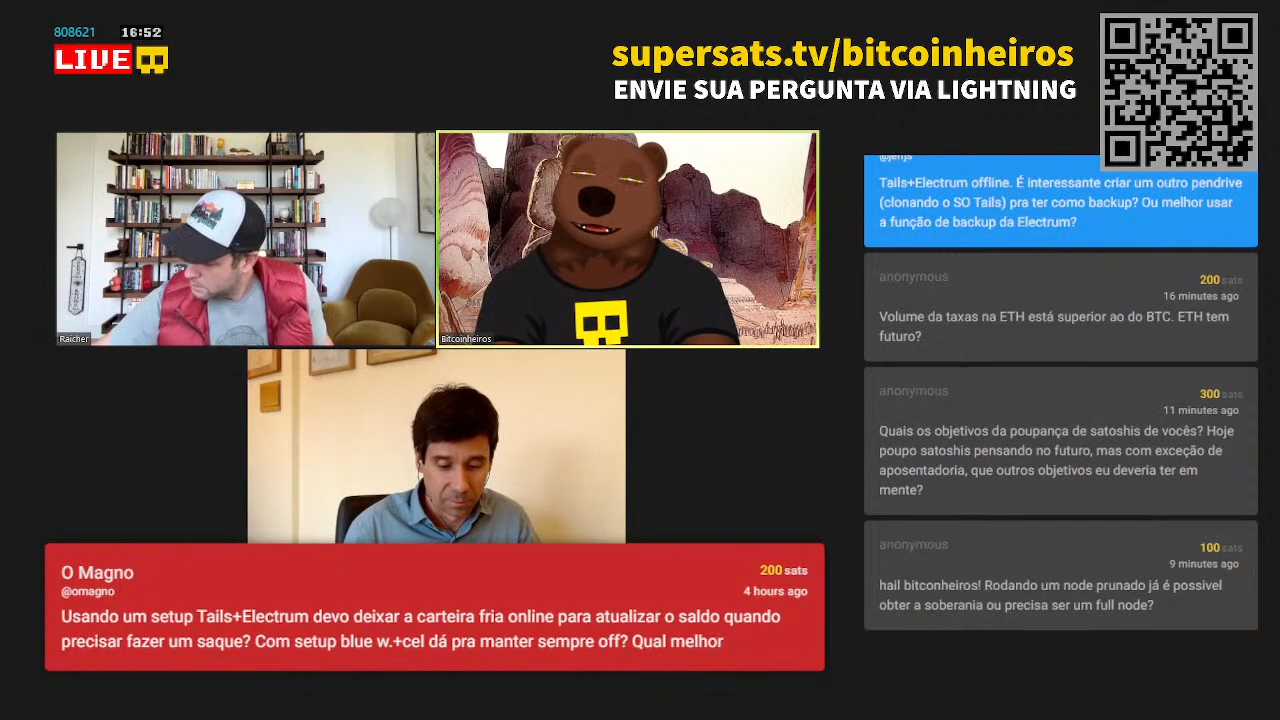 808621
16:52
LIVE
supersats.tv/bitcoinheiros
ENVIE SUA PERGUNTA VIA LIGHTNING
Raicher
Bitcoinheiros
O Magno
@omagno
200 sats
4 hours ago
Usando um setup Tails+Electrum devo deixar a carteira fria online para atualizar o saldo quando
precisar fazer um saque? Com setup blue w.+cel dá pra manter sempre off? Qual melhor
@jenjs
Tails+Electrum offline. É interessante criar um outro pendrive
(clonando o SO Tails) pra ter como backup? Ou melhor usar
a função de backup da Electrum?
anonymous
200 sats
16 minutes ago
Volume da taxas na ETH está superior ao do BTC. ETH tem
futuro?
anonymous
300 sats
11 minutes ago
Quais os objetivos da poupança de satoshis de vocês? Hoje
poupo satoshis pensando no futuro, mas com exceção de
aposentadoria, que outros objetivos eu deveria ter em
mente?
anonymous
100 sats
9 minutes ago
hail bitconheiros! Rodando um node prunado já é possivel
obter a soberania ou precisa ser um full node?